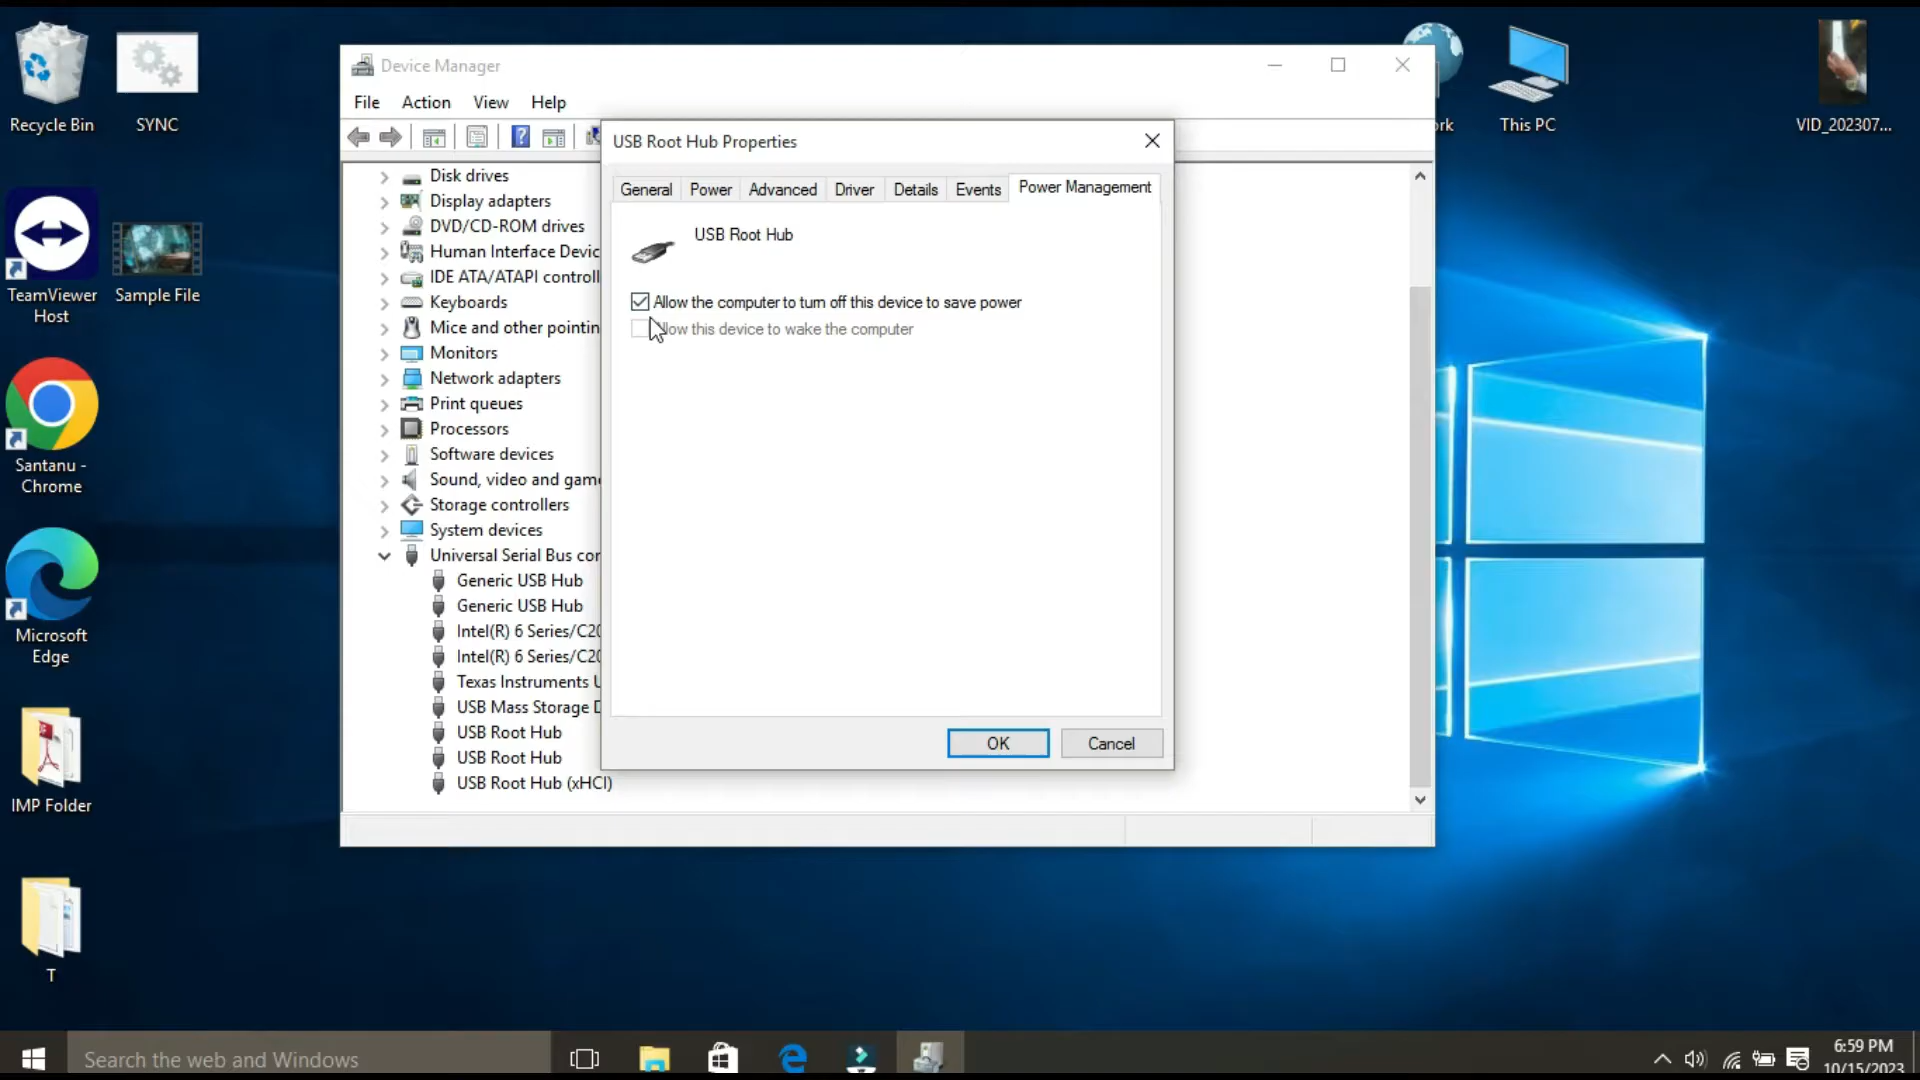 Recycle Bin
SYNC
TeamViewer
Host
Sample File
Santanu -
Chrome
Microsoft
Edge
IMP Folder
T
This PC
VID_202307...
Device Manager
File Action View Help
Disk drives
Display adapters
DVD/CD-ROM drives
Human Interface Devic
IDE ATA/ATAPI controll
Keyboards
Mice and other pointin
Monitors
Network adapters
Print queues
Processors
Software devices
Sound, video and game
Storage controllers
System devices
Universal Serial Bus con
Generic USB Hub
Generic USB Hub
Intel(R) 6 Series/C20
Intel(R) 6 Series/C20
Texas Instruments U
USB Mass Storage D
USB Root Hub
USB Root Hub
USB Root Hub (xHCI)
USB Root Hub Properties
General Power Advanced Driver Details Events Power Management
USB Root Hub
Allow the computer to turn off this device to save power
llow this device to wake the computer
OK Cancel
Search the web and Windows
6:59 PM
10/15/2023